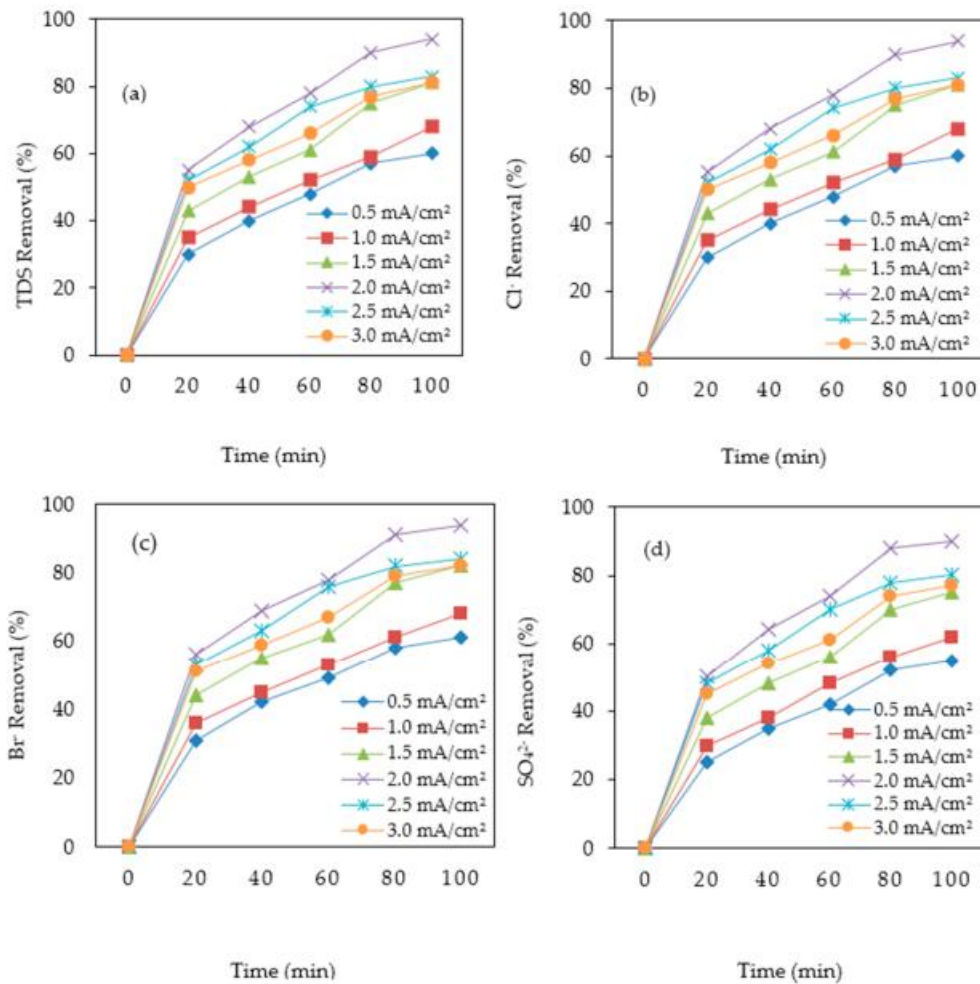 100
80
60
40
20
0
TDS Removal (%)
(a)
0.5 mA/cm²
1.0 mA/cm²
1.5 mA/cm²
2.0 mA/cm²
2.5 mA/cm²
3.0 mA/cm²
0 20 40 60 80 100
Time (min)
100
80
60
40
20
0
Cl⁻ Removal (%)
(b)
0.5 mA/cm²
1.0 mA/cm²
1.5 mA/cm²
2.0 mA/cm²
2.5 mA/cm²
3.0 mA/cm²
0 20 40 60 80 100
Time (min)
100
80
60
40
20
0
Br⁻ Removal (%)
(c)
0.5 mA/cm²
1.0 mA/cm²
1.5 mA/cm²
2.0 mA/cm²
2.5 mA/cm²
3.0 mA/cm²
0 20 40 60 80 100
Time (min)
100
80
60
40
20
0
SO₄²⁻ Removal (%)
(d)
0.5 mA/cm²
1.0 mA/cm²
1.5 mA/cm²
2.0 mA/cm²
2.5 mA/cm²
3.0 mA/cm²
0 20 40 60 80 100
Time (min)